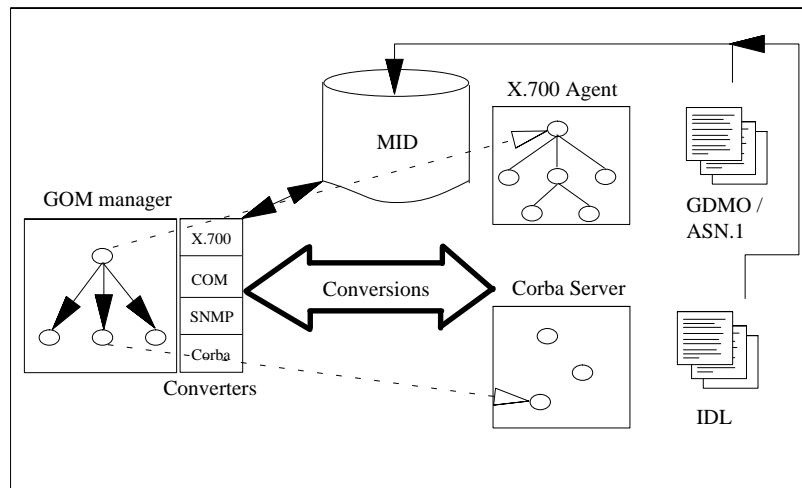 X.700 Agent
MID
GOM manager
GDMO /
ASN.1
X.700
COM
Conversions
Corba Server
SNMP
Corba
Converters
IDL